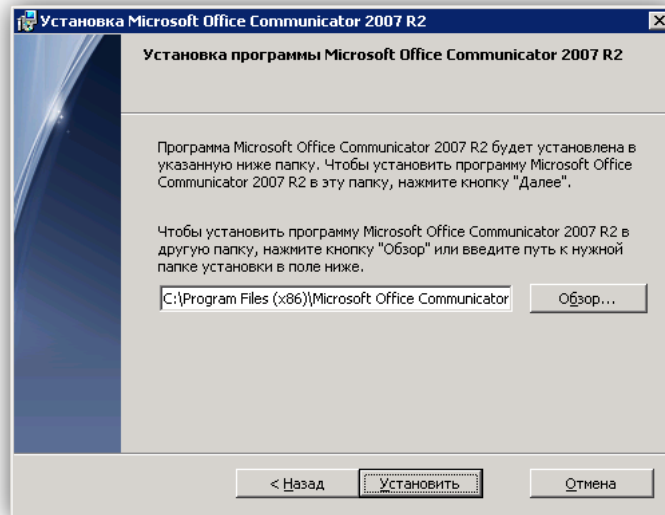 Установка Microsoft Office Communicator 2007 R2
Установка программы Microsoft Office Communicator 2007 R2
Программа Microsoft Office Communicator 2007 R2 будет установлена в
указанную ниже папку. Чтобы установить программу Microsoft Office
Communicator 2007 R2 в эту папку, нажмите кнопку "Далее".
Чтобы установить программу Microsoft Office Communicator 2007 R2 в
другую папку, нажмите кнопку "Обзор" или введите путь к нужной
папке установки в поле ниже.
C:\Program Files (x86)\Microsoft Office Communicator
Обзор...
< Назад
Установить
Отмена